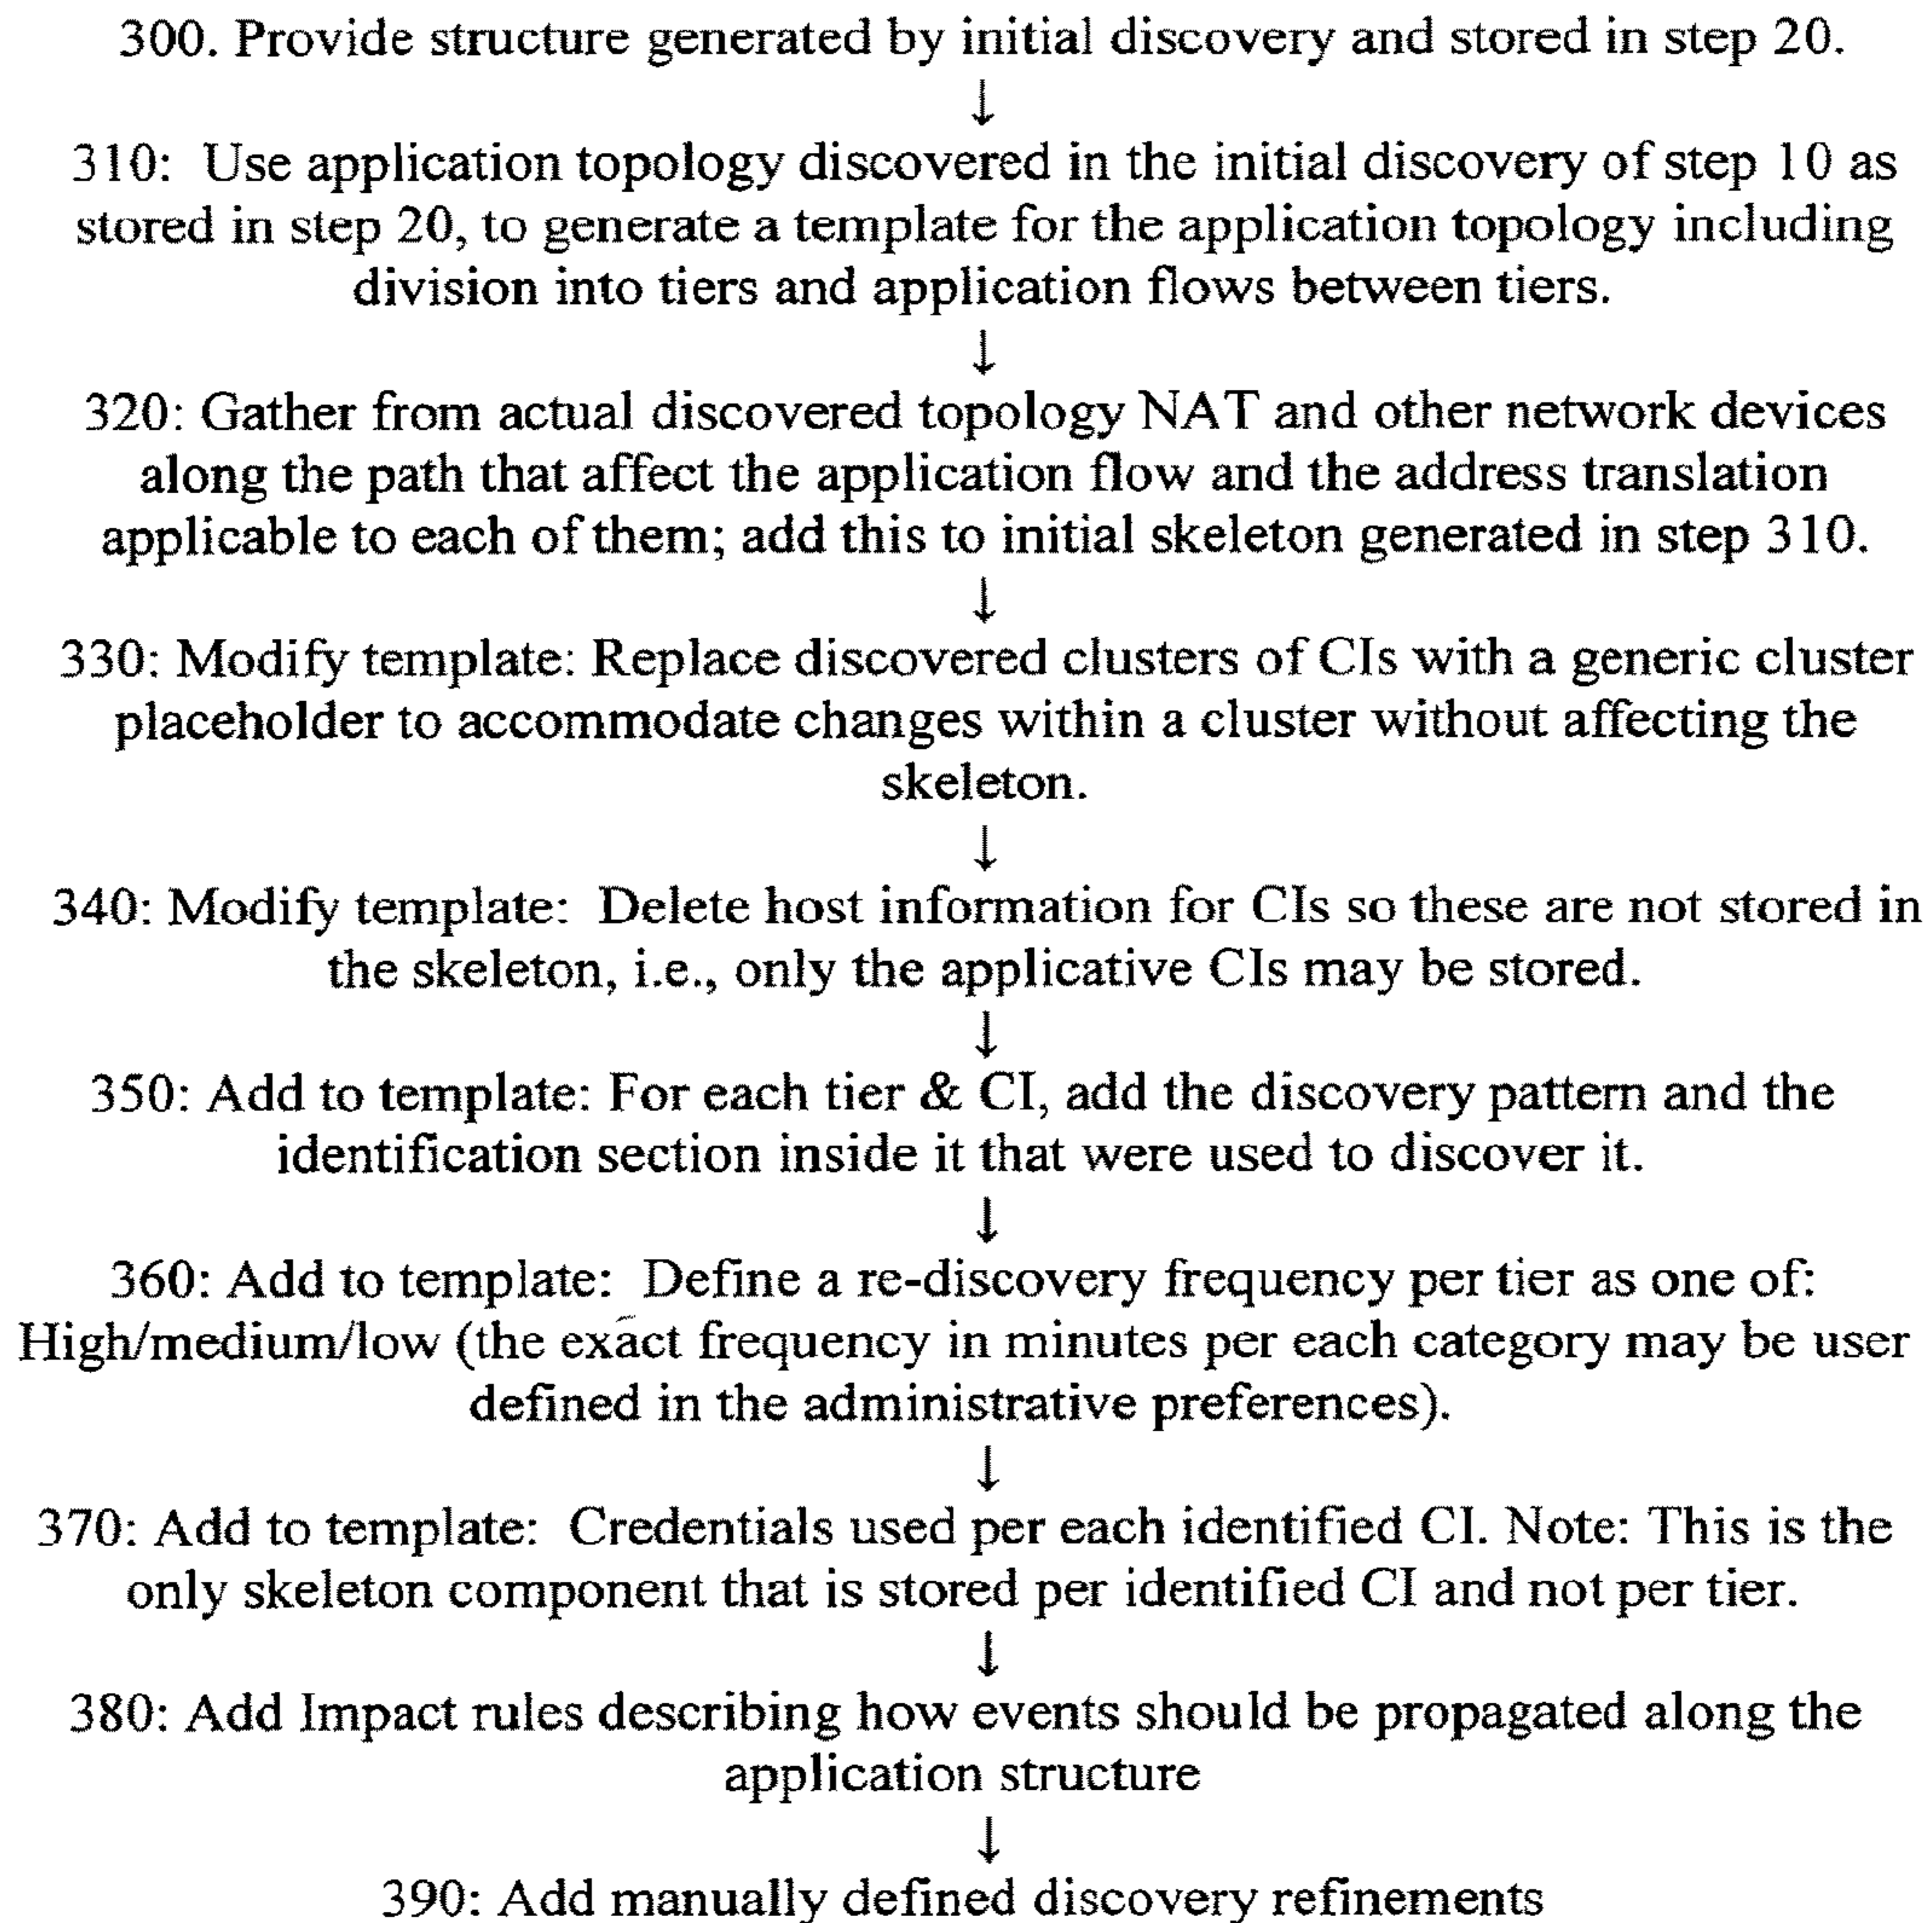 300. Provide structure generated by initial discovery and stored in step 20.
↓
310: Use application topology discovered in the initial discovery of step 10 as
stored in step 20, to generate a template for the application topology including
division into tiers and application flows between tiers.
↓
320: Gather from actual discovered topology NAT and other network devices
along the path that affect the application flow and the address translation
applicable to each of them; add this to initial skeleton generated in step 310.
↓
330: Modify template: Replace discovered clusters of CIs with a generic cluster
placeholder to accommodate changes within a cluster without affecting the
skeleton.
↓
340: Modify template: Delete host information for CIs so these are not stored in
the skeleton, i.e., only the applicative CIs may be stored.
↓
350: Add to template: For each tier & CI, add the discovery pattern and the
identification section inside it that were used to discover it.
↓
360: Add to template: Define a re-discovery frequency per tier as one of:
High/medium/low (the exact frequency in minutes per each category may be user
defined in the administrative preferences).
↓
370: Add to template: Credentials used per each identified CI. Note: This is the
only skeleton component that is stored per identified CI and not per tier.
↓
380: Add Impact rules describing how events should be propagated along the
application structure
↓
390: Add manually defined discovery refinements